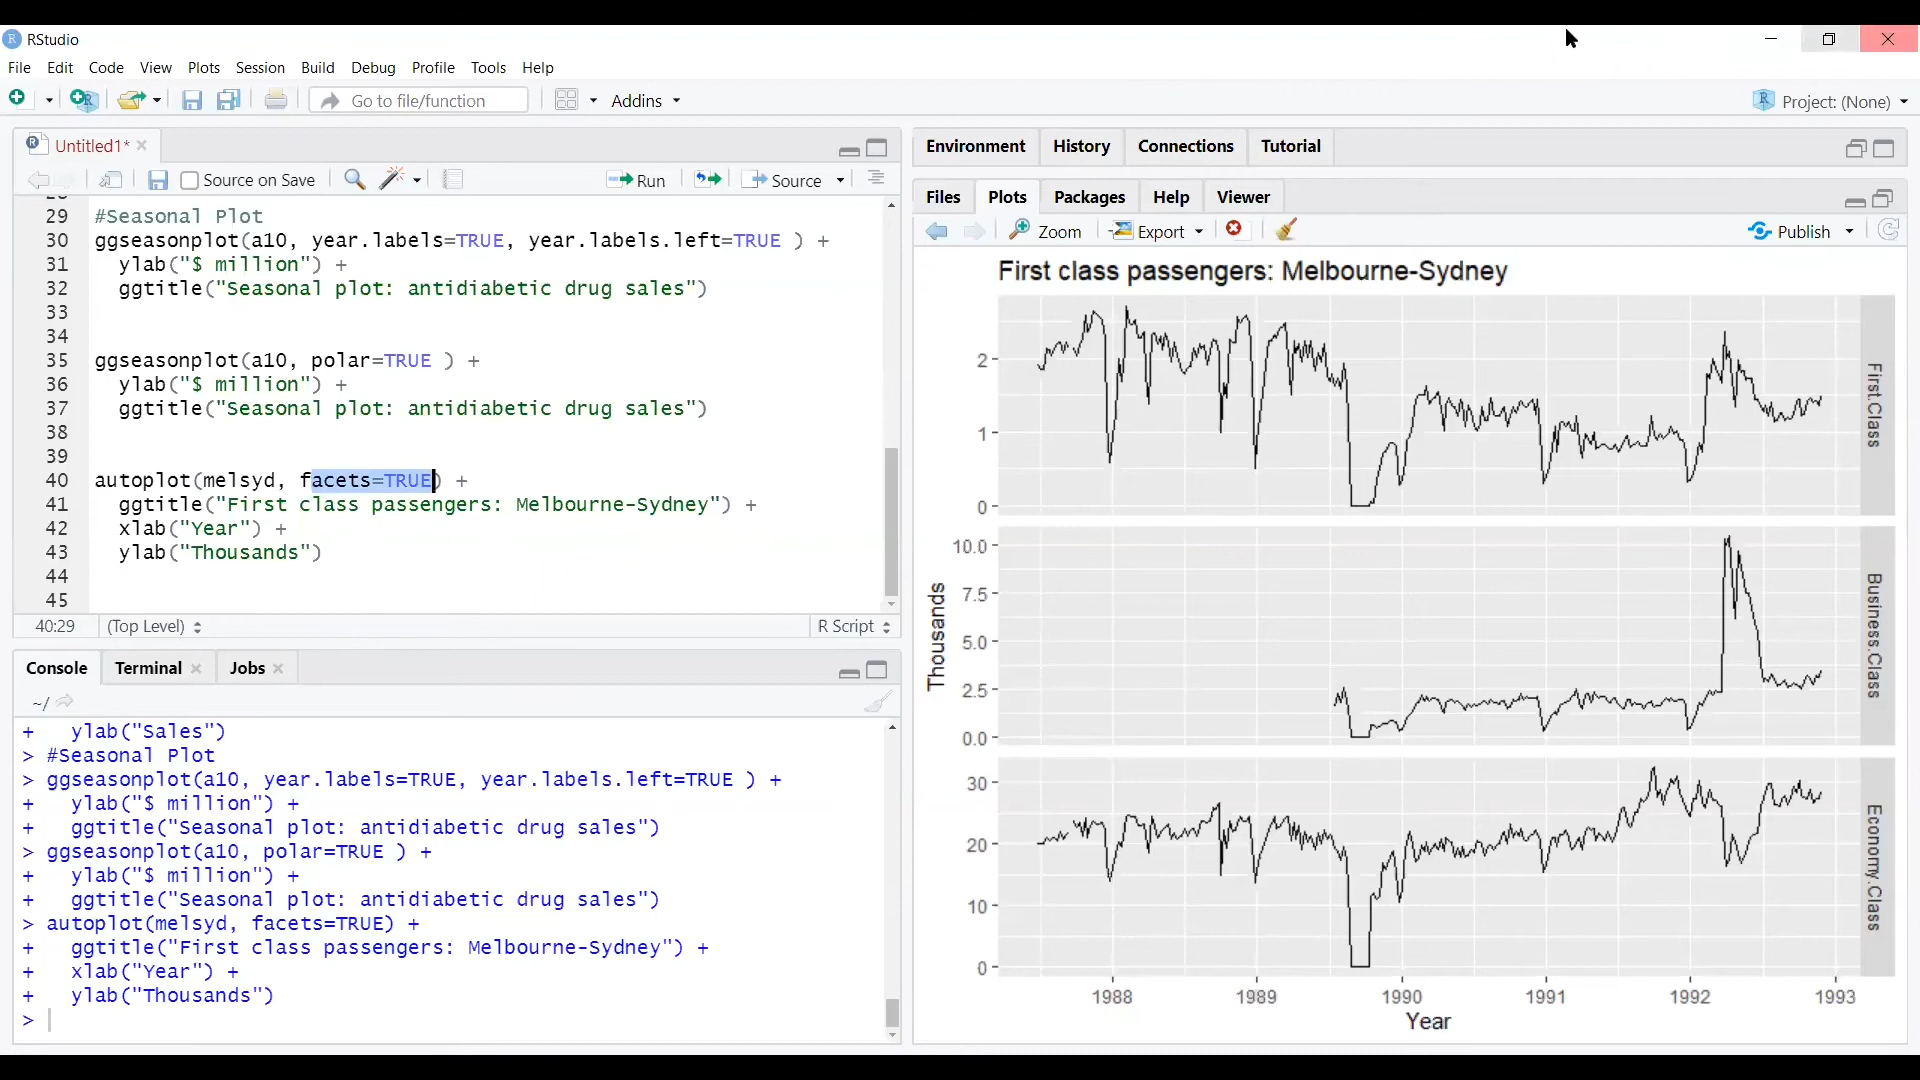 RStudio
File Edit Code View Plots Session Build Debug Profile Tools Help
Go to file/function Addins Project: (None)
Untitled1*
Source on Save Run Source
29 #Seasonal Plot
30 ggseasonplot(a10, year.labels=TRUE, year.labels.left=TRUE ) +
31 ylab("$ million") +
32 ggtitle("Seasonal plot: antidiabetic drug sales")
33
34
35 ggseasonplot(a10, polar=TRUE ) +
36 ylab("$ million") +
37 ggtitle("Seasonal plot: antidiabetic drug sales")
38
39
40 autoplot(melsyd, facets=TRUE) +
41 ggtitle("First class passengers: Melbourne-Sydney") +
42 xlab("Year") +
43 ylab("Thousands")
44
45
40:29 (Top Level) R Script
Console Terminal Jobs
~/
+ ylab("Sales")
> #Seasonal Plot
> ggseasonplot(a10, year.labels=TRUE, year.labels.left=TRUE ) +
+ ylab("$ million") +
+ ggtitle("Seasonal plot: antidiabetic drug sales")
> ggseasonplot(a10, polar=TRUE ) +
+ ylab("$ million") +
+ ggtitle("Seasonal plot: antidiabetic drug sales")
> autoplot(melsyd, facets=TRUE) +
+ ggtitle("First class passengers: Melbourne-Sydney") +
+ xlab("Year") +
+ ylab("Thousands")
>
Environment History Connections Tutorial
Files Plots Packages Help Viewer
Zoom Export Publish
First class passengers: Melbourne-Sydney
2
1
0
First.Class
10.0
7.5
5.0
2.5
0.0
Business.Class
Thousands
30
20
10
0
Economy.Class
1988 1989 1990 1991 1992 1993
Year